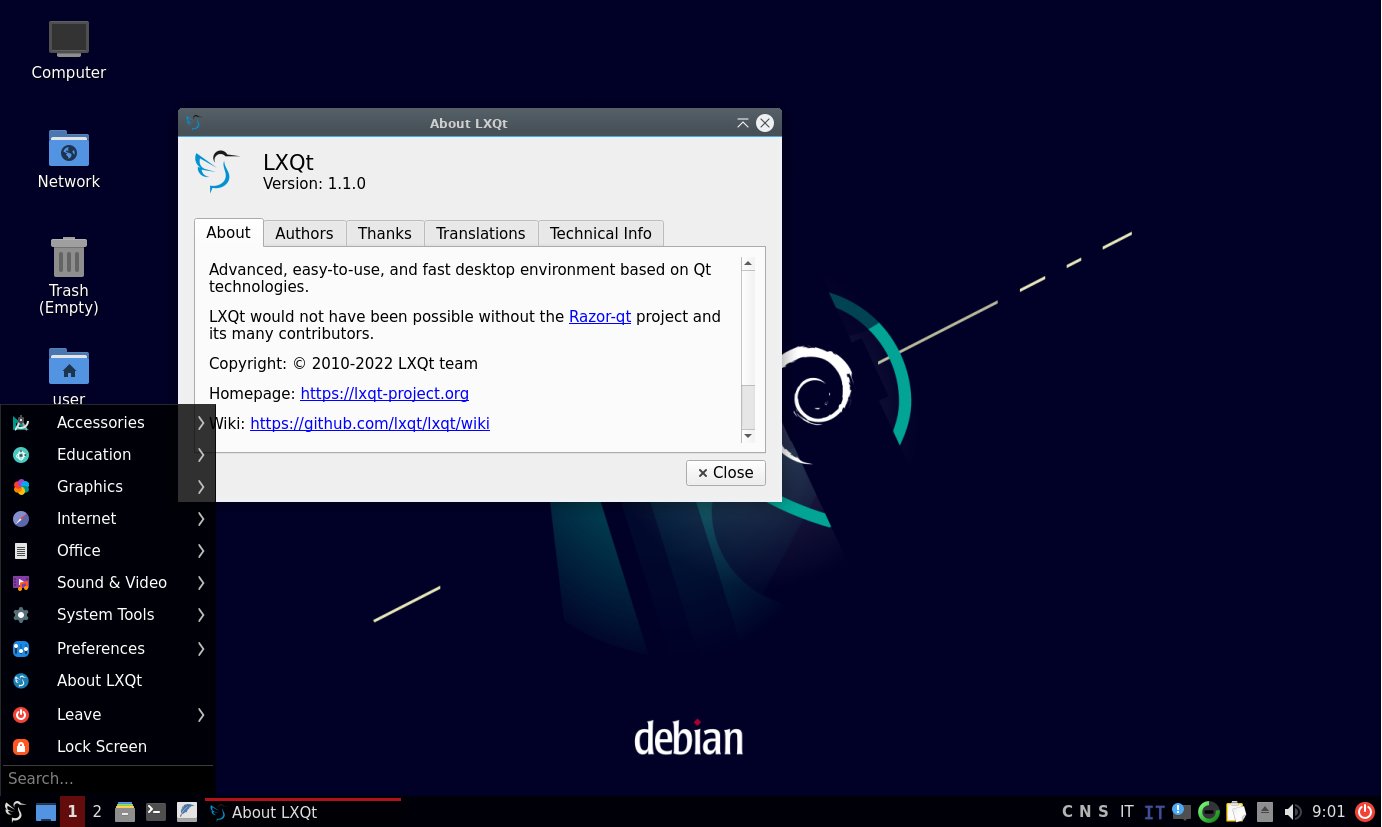 Computer
Network
Trash
(Empty)
user
About LXQt
LXQt
Version: 1.1.0
About Authors Thanks Translations Technical Info
Advanced, easy-to-use, and fast desktop environment based on Qt
technologies.
LXQt would not have been possible without the Razor-qt project and
its many contributors.
Copyright: © 2010-2022 LXQt team
Homepage: https://lxqt-project.org
Wiki: https://github.com/lxqt/lxqt/wiki
Close
Accessories
Education
Graphics
Internet
Office
Sound & Video
System Tools
Preferences
About LXQt
Leave
Lock Screen
Search...
debian
1 2 About LXQt C N S IT IT 9:01